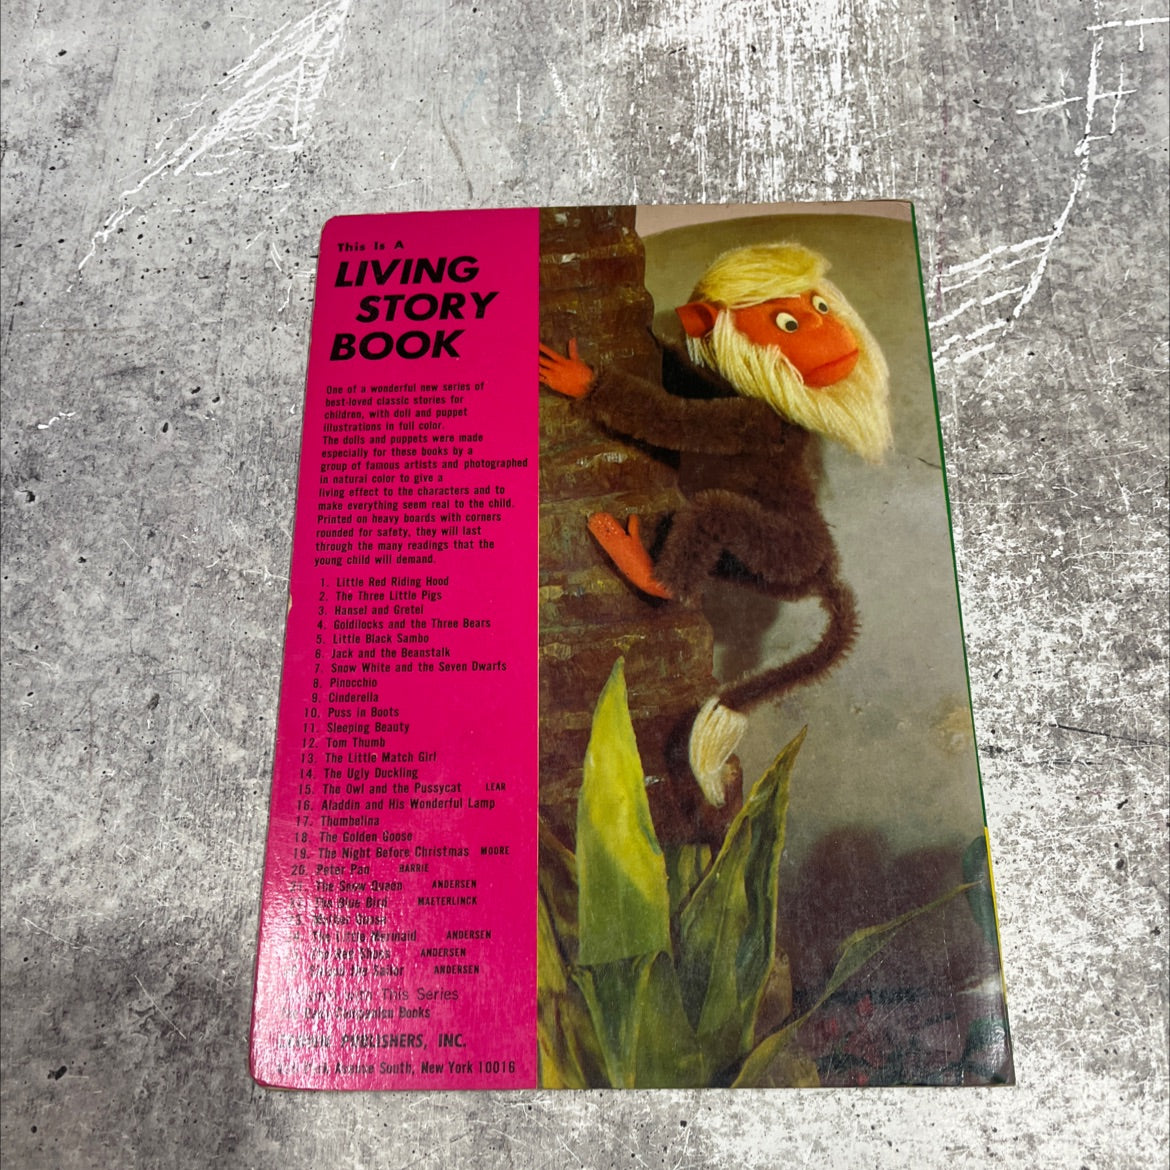 This Is A
LIVING
STORY
BOOK
One of a wonderful new series of
best-loved classic stories for
children, with doll and puppet
illustrations in full color.
The dolls and puppets were made
especially for these books by a
group of famous artists and photographed
in natural color to give a
living effect to the characters and to
make everything seem real to the child.
Printed on heavy boards with corners
rounded for safety, they will last
through the many readings that the
young child will demand.
1. Little Red Riding Hood
2. The Three Little Pigs
3. Hansel and Gretel
4. Goldilocks and the Three Bears
5. Little Black Sambo
6. Jack and the Beanstalk
7. Snow White and the Seven Dwarfs
8. Pinocchio
9. Cinderella
10. Puss in Boots
11. Sleeping Beauty
12. Tom Thumb
13. The Little Match Girl
14. The Ugly Duckling
15. The Owl and the Pussycat LEAR
16. Aladdin and His Wonderful Lamp
17. Thumbelina
18. The Golden Goose
19. The Night Before Christmas MOORE
20. Peter Pan BARRIE
The Snow Queen ANDERSEN
The Blue Bird MAETERLINCK
Mother Goose
The Little Mermaid ANDERSEN
The Red Shoes ANDERSEN
the Sailor ANDERSEN
This Series
Books
PUBLISHERS, INC.
Avenue South, New York 10016